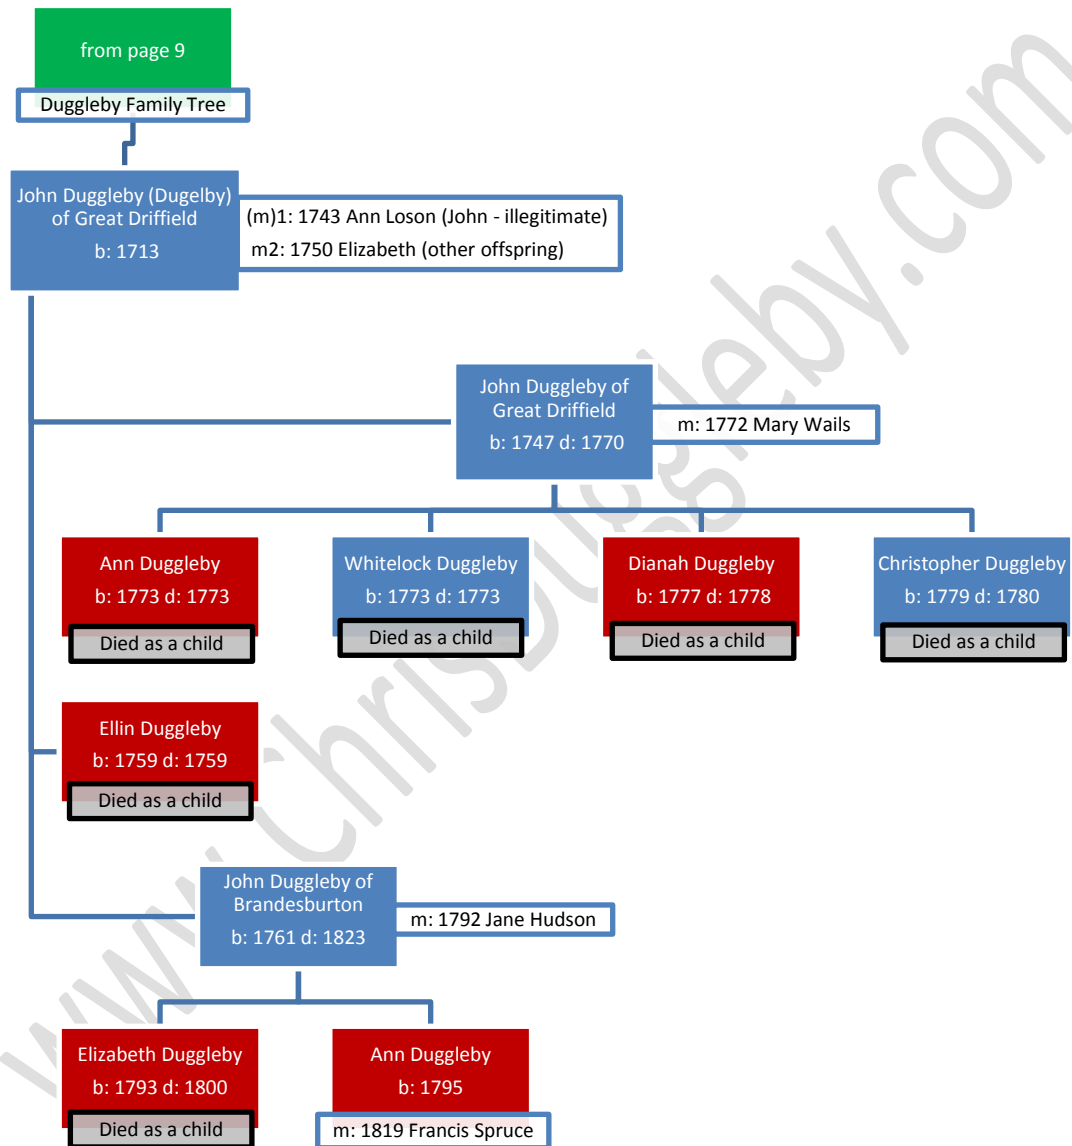 from page 9
Duggleby Family Tree
John Duggleby (Dugelby)
of Great Driffield
b: 1713
(m)1: 1743 Ann Loson (John - illegitimate)
m2: 1750 Elizabeth (other offspring)
John Duggleby of
Great Driffield
b: 1747 d: 1770
m: 1772 Mary Wails
Ann Duggleby
b: 1773 d: 1773
Died as a child
Whitelock Duggleby
b: 1773 d: 1773
Died as a child
Dianah Duggleby
b: 1777 d: 1778
Died as a child
Christopher Duggleby
b: 1779 d: 1780
Died as a child
Ellin Duggleby
b: 1759 d: 1759
Died as a child
John Duggleby of
Brandesburton
b: 1761 d: 1823
m: 1792 Jane Hudson
Elizabeth Duggleby
b: 1793 d: 1800
Died as a child
Ann Duggleby
b: 1795
m: 1819 Francis Spruce
www.ChrisDuggleby.com